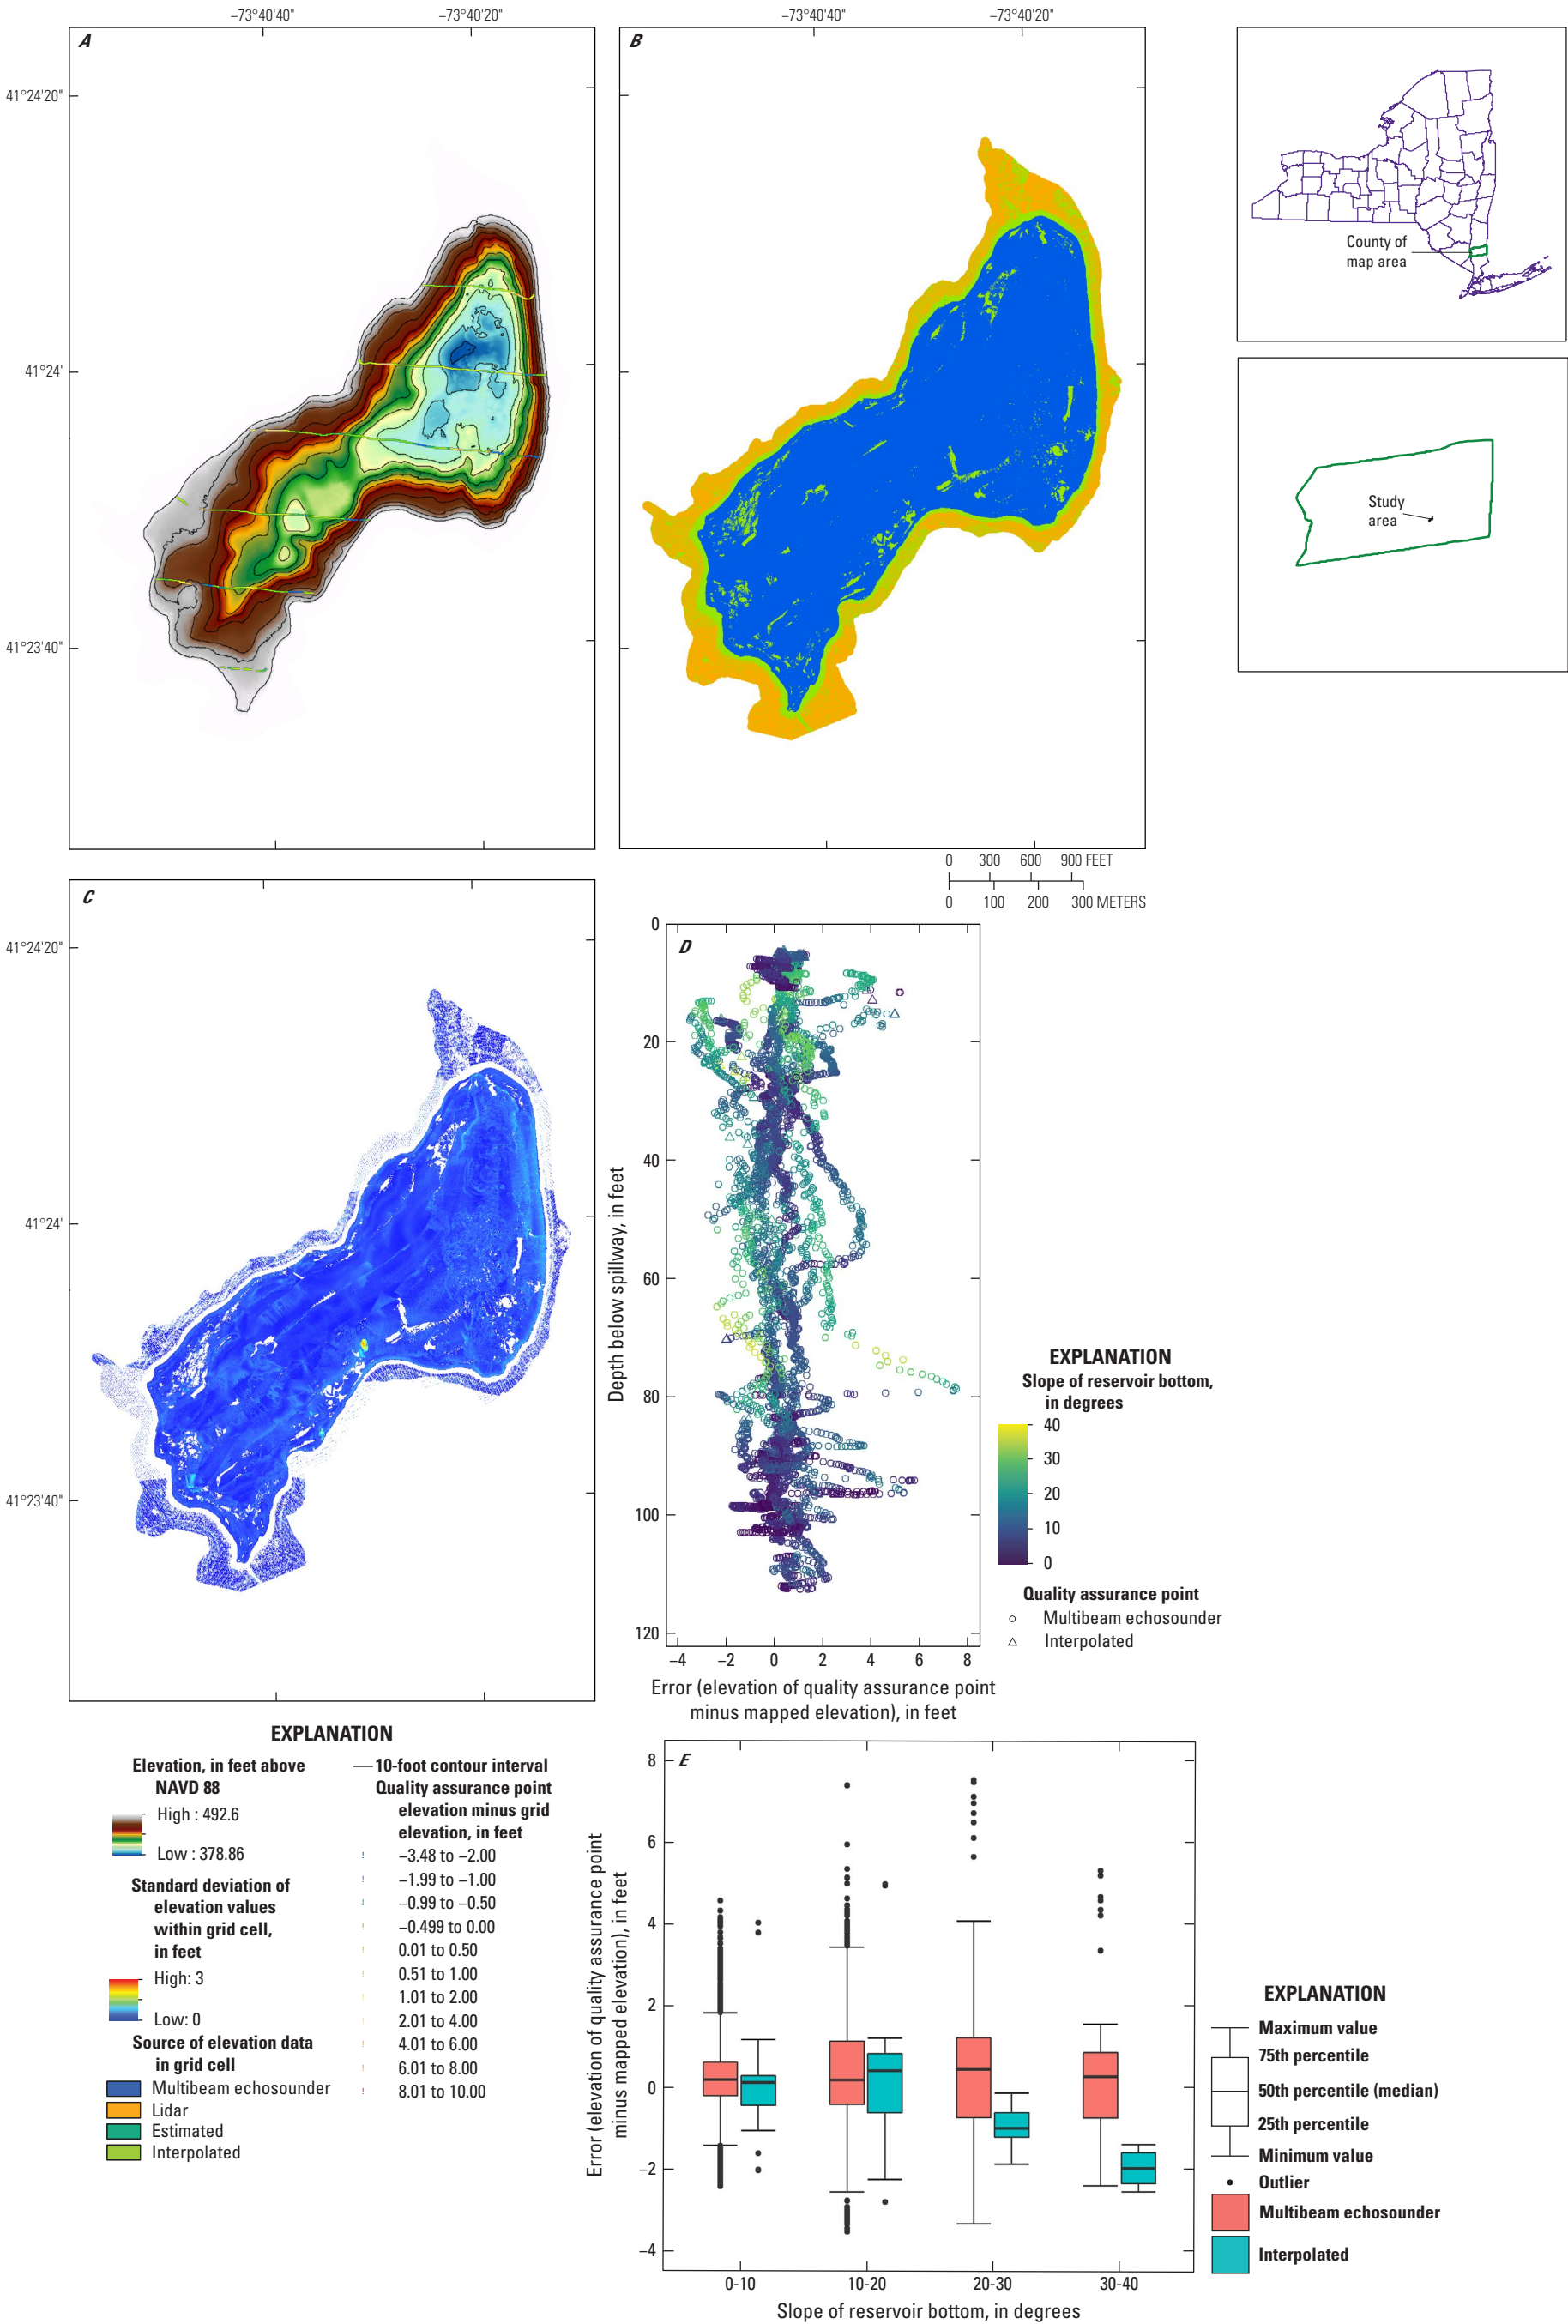 −73°40'40" −73°40'20" −73°40'40" −73°40'20"
A
B
41°24'20"
41°24'
41°23'40"
County of
map area
Study
area
0 300 600 900 FEET
0 100 200 300 METERS
C
41°24'20"
41°24'
41°23'40"
D
0
20
40
60
80
100
120
Depth below spillway, in feet
−4 −2 0 2 4 6 8
Error (elevation of quality assurance point
minus mapped elevation), in feet
EXPLANATION
Slope of reservoir bottom,
in degrees
40
30
20
10
0
Quality assurance point
Multibeam echosounder
Interpolated
EXPLANATION
Elevation, in feet above
NAVD 88
High : 492.6
Low : 378.86
Standard deviation of
elevation values
within grid cell,
in feet
High: 3
Low: 0
Source of elevation data
in grid cell
Multibeam echosounder
Lidar
Estimated
Interpolated
10-foot contour interval
Quality assurance point
elevation minus grid
elevation, in feet
−3.48 to −2.00
−1.99 to −1.00
−0.99 to −0.50
−0.499 to 0.00
0.01 to 0.50
0.51 to 1.00
1.01 to 2.00
2.01 to 4.00
4.01 to 6.00
6.01 to 8.00
8.01 to 10.00
E
8
6
4
2
0
−2
−4
Error (elevation of quality assurance point
minus mapped elevation), in feet
0-10 10-20 20-30 30-40
Slope of reservoir bottom, in degrees
EXPLANATION
Maximum value
75th percentile
50th percentile (median)
25th percentile
Minimum value
Outlier
Multibeam echosounder
Interpolated